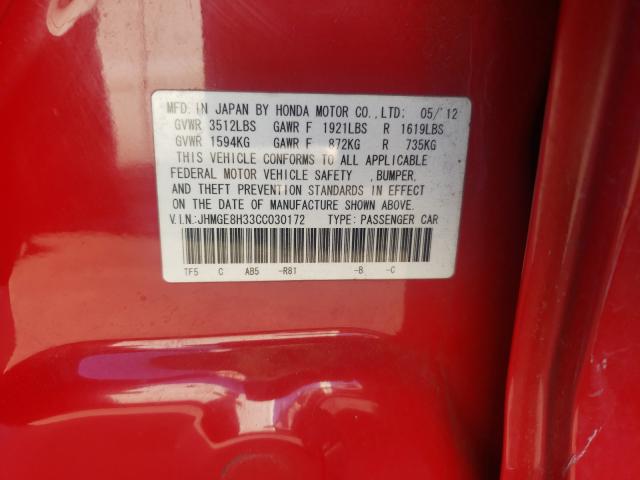 MFD. IN JAPAN BY HONDA MOTOR CO.,LTD: 05/'12
GVWR 3512LBS GAWR F 1921LBS R 1619LBS
GVWR 1594KG GAWR F 872KG R 735KG
THIS VEHICLE CONFORMS TO ALL APPLICABLE
FEDERAL MOTOR VEHICLE SAFETY ,BUMPER,
AND THEFT PREVENTION STANDARDS IN EFFECT
ON THE DATE OF MANUFACTURE SHOWN ABOVE.
V.I.N.:JHMGE8H33CC030172 TYPE: PASSENGER CAR
TF5 C AB5 -R81 -B -C